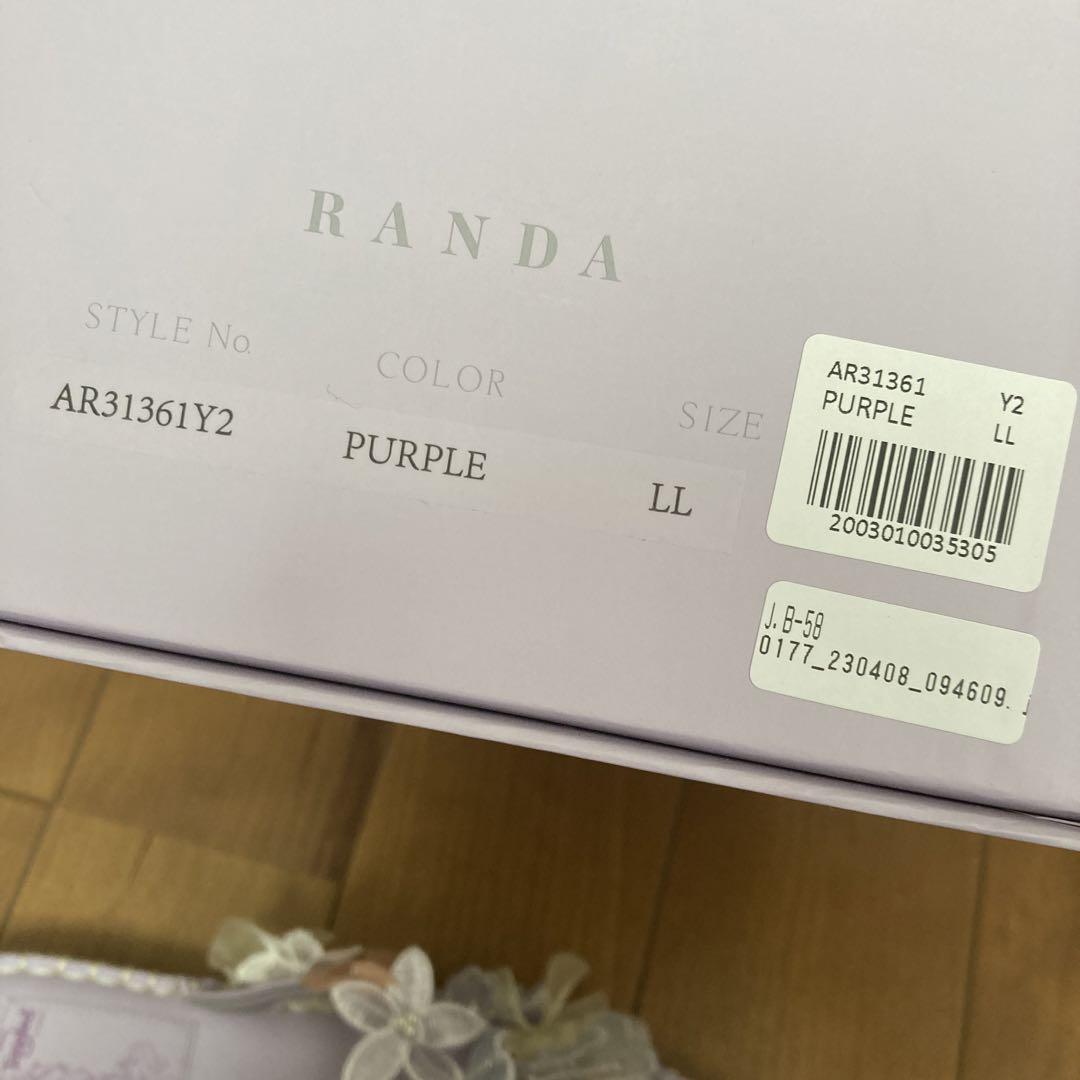 RANDA
STYLE No. COLOR SIZE
AR31361Y2 PURPLE LL
AR31361 Y2
PURPLE LL
2003010035305
J.B-58
0177_230408_094609.j